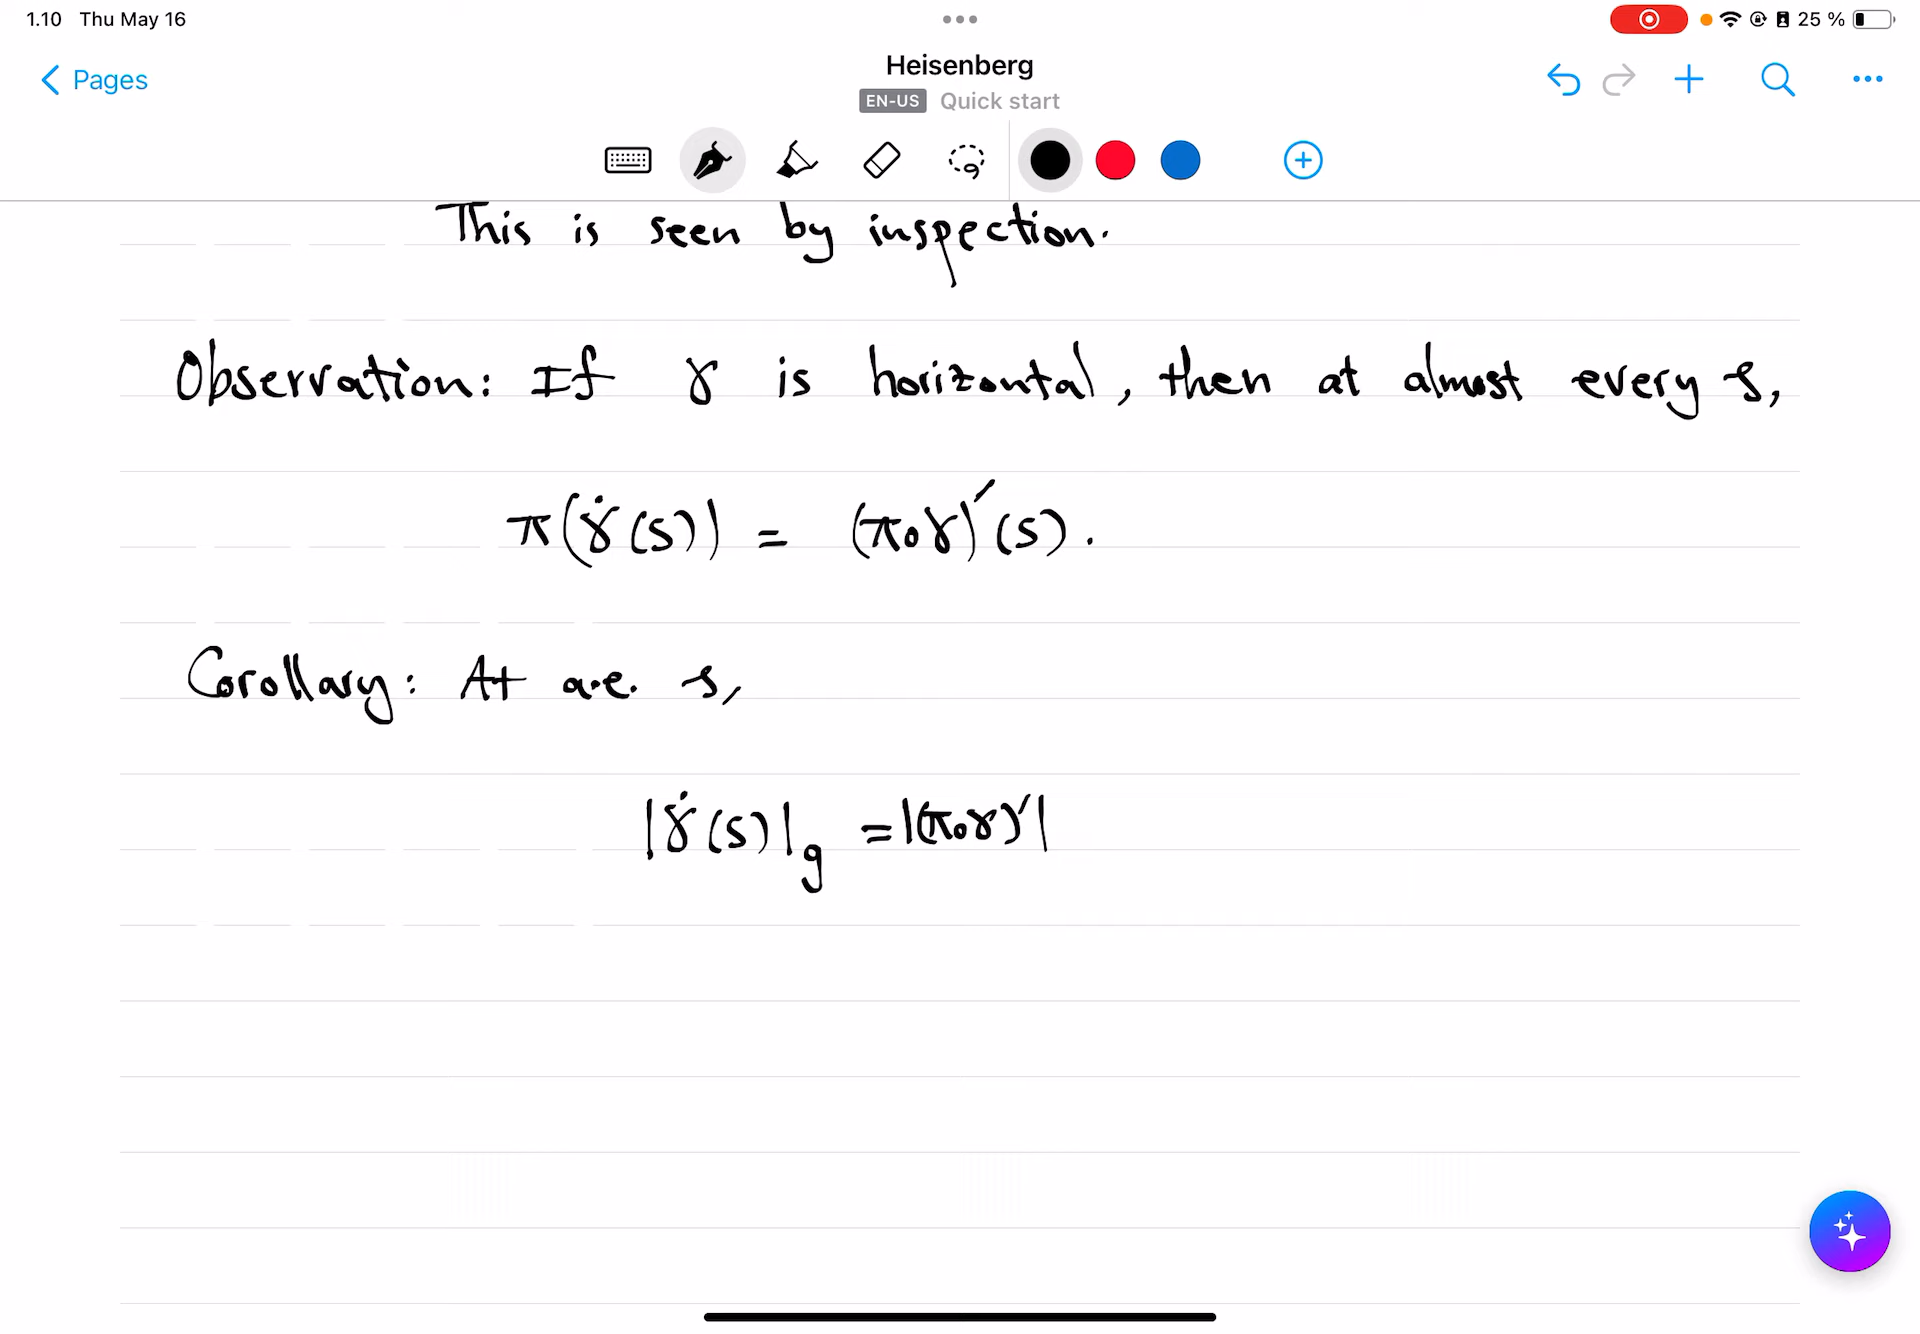 1.10 Thu May 16
25 %
Pages
Heisenberg
EN-US Quick start
This is seen by inspection.
Observation: If γ is horizontal, then at almost every s,
π(γ̇(s)) = (π∘γ)′(s).
Corollary: At a.e. s,
|γ̇(s)|_g = |(π∘γ)′|